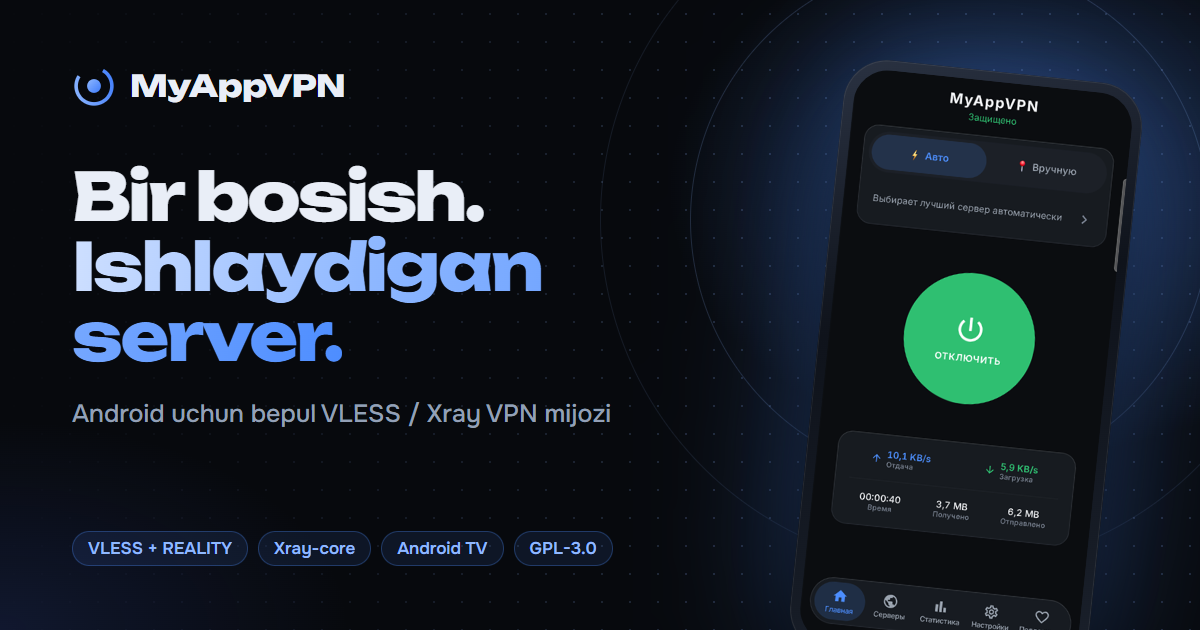 MyAppVPN
Bir bosish.
Ishlaydigan
server.
Android uchun bepul VLESS / Xray VPN mijozi
VLESS + REALITY
Xray-core
Android TV
GPL-3.0
MyAppVPN
Защищено
Авто
Вручную
Выбирает лучший сервер автоматически
ОТКЛЮЧИТЬ
10,1 KB/s
Отдача
5,9 KB/s
Загрузка
00:00:40
Время
3,7 MB
Получено
6,2 MB
Отправлено
Главная
Серверы
Статистика
Настройки